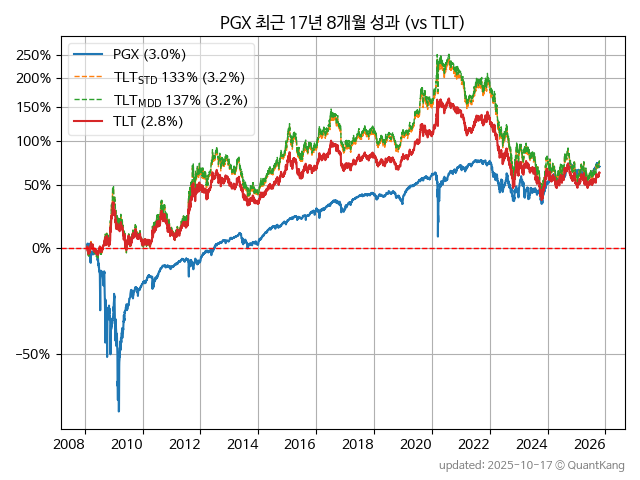 PGX 최근 17년 8개월 성과 (vs TLT)
PGX (3.0%)
TLT_STD 133% (3.2%)
TLT_MDD 137% (3.2%)
TLT (2.8%)
250%
200%
150%
100%
50%
0%
−50%
2008 2010 2012 2014 2016 2018 2020 2022 2024 2026
updated: 2025-10-17 © QuantKang